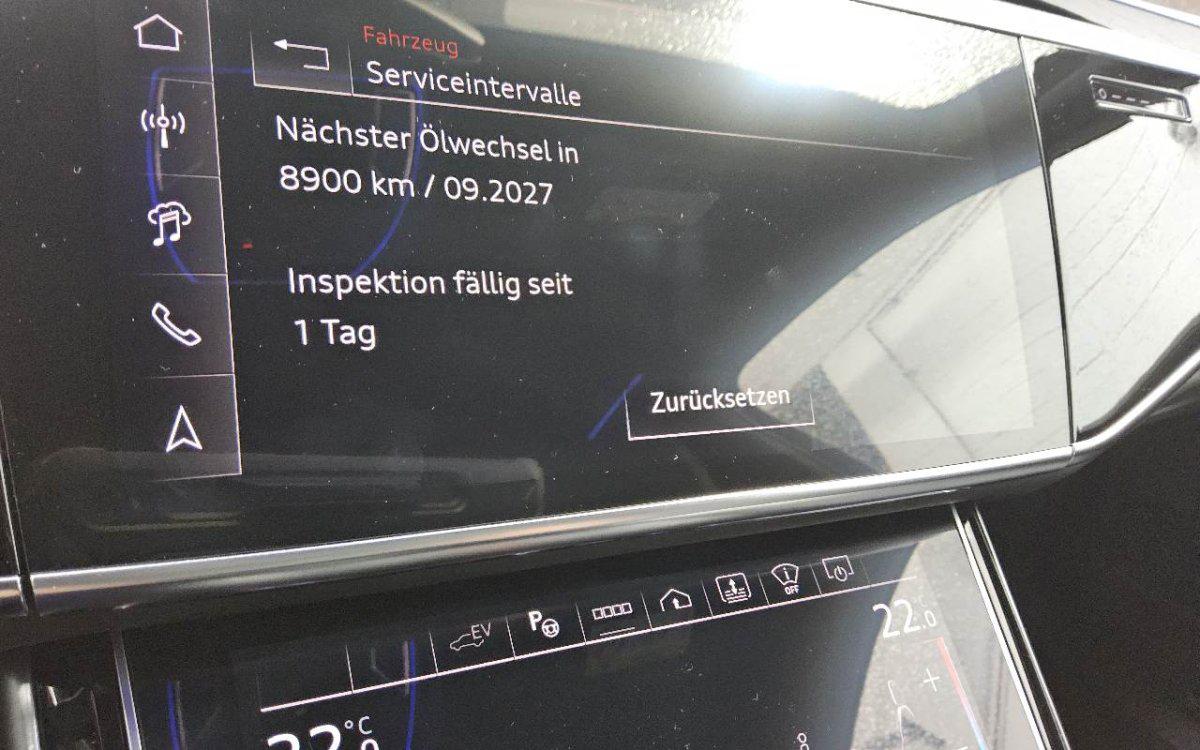 Fahrzeug
Serviceintervalle
Nächster Ölwechsel in
8900 km / 09.2027
Inspektion fällig seit
1 Tag
Zurücksetzen
EV
P
OFF
22.0
°C